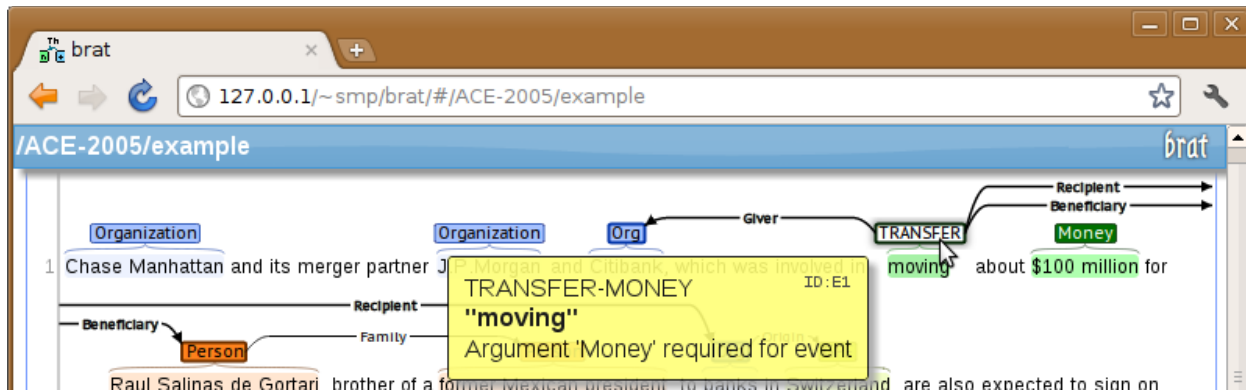 brat
127.0.0.1/~smp/brat/#/ACE-2005/example
/ACE-2005/example brat
Recipient
Beneficiary
Organization Organization Org Giver TRANSFER Money
1 Chase Manhattan and its merger partner J.P.Morgan and Citibank, which was involved in moving about $100 million for
TRANSFER-MONEY ID:E1
"moving"
Argument 'Money' required for event
Recipient
Beneficiary Family Origin
Person
Raul Salinas de Gortari brother of a former Mexican president to banks in Switzerland are also expected to sign on